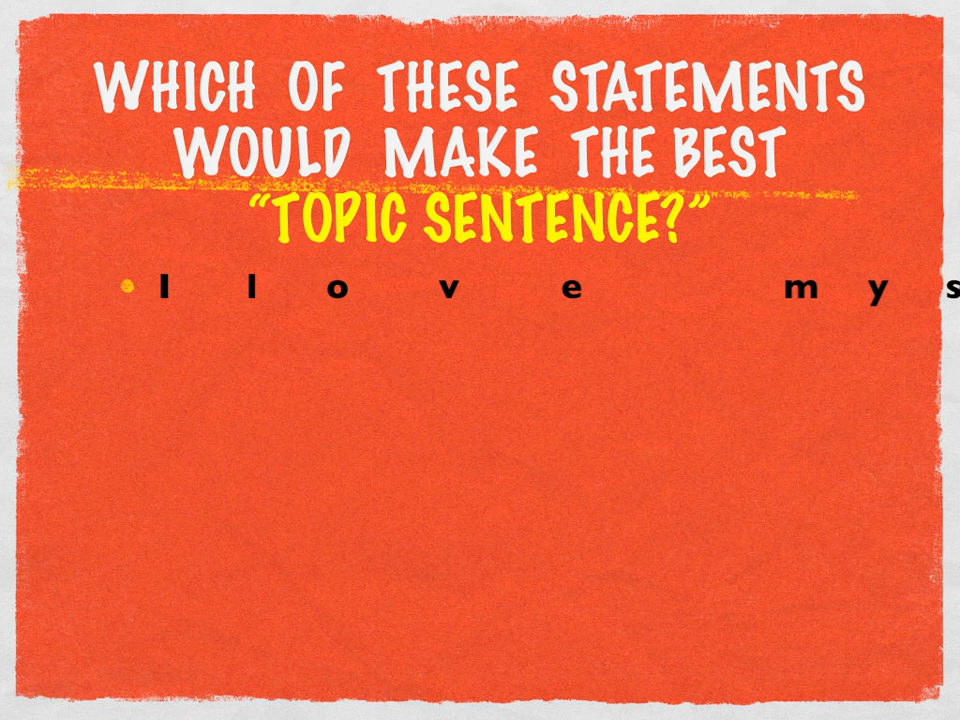 WHICH OF THESE STATEMENTS
WOULD MAKE THE BEST
“TOPIC SENTENCE?”
• I love my s